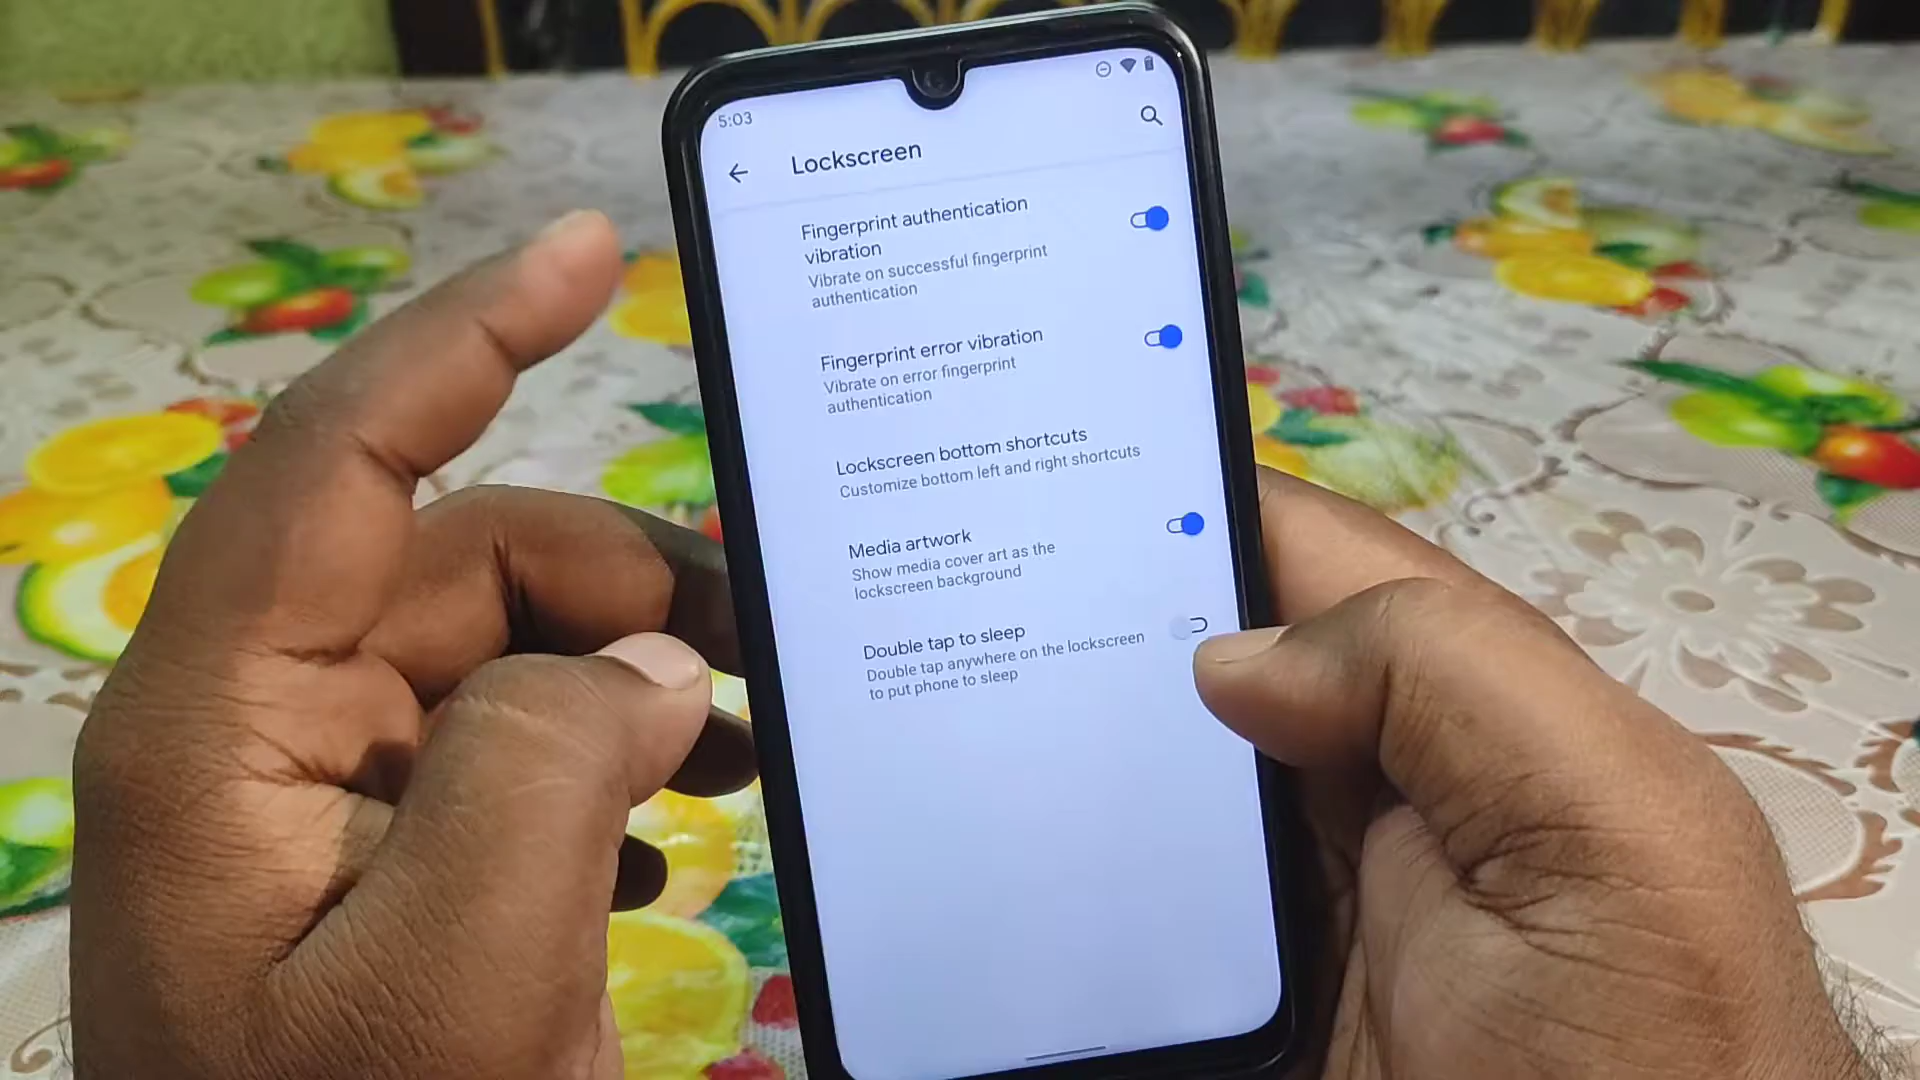 5:03
Lockscreen
Fingerprint authentication
vibration
Vibrate on successful fingerprint
authentication
Fingerprint error vibration
Vibrate on error fingerprint
authentication
Lockscreen bottom shortcuts
Customize bottom left and right shortcuts
Media artwork
Show media cover art as the
lockscreen background
Double tap to sleep
Double tap anywhere on the lockscreen
to put phone to sleep